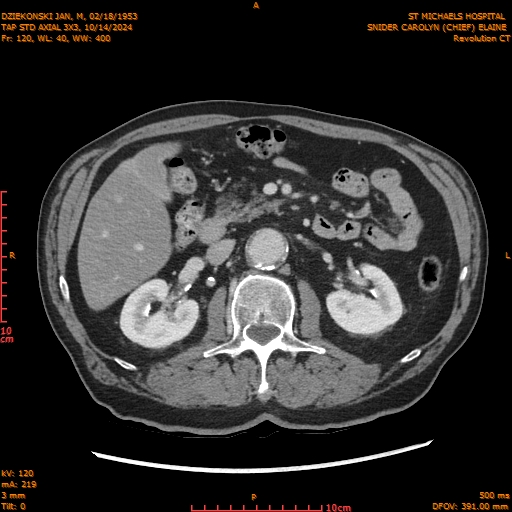 A
DZIEKONSKI JAN, M, 02/18/1953
TAP STD AXIAL 3X3, 10/14/2024
Fr: 120, WL: 40, WW: 400
ST MICHAELS HOSPITAL
SNIDER CAROLYN (CHIEF) ELAINE
Revolution CT
R
L
10
cm
kV: 120
mA: 219
3 mm
Tilt: 0
P
10cm
500 ms
DFOV: 391.00 mm